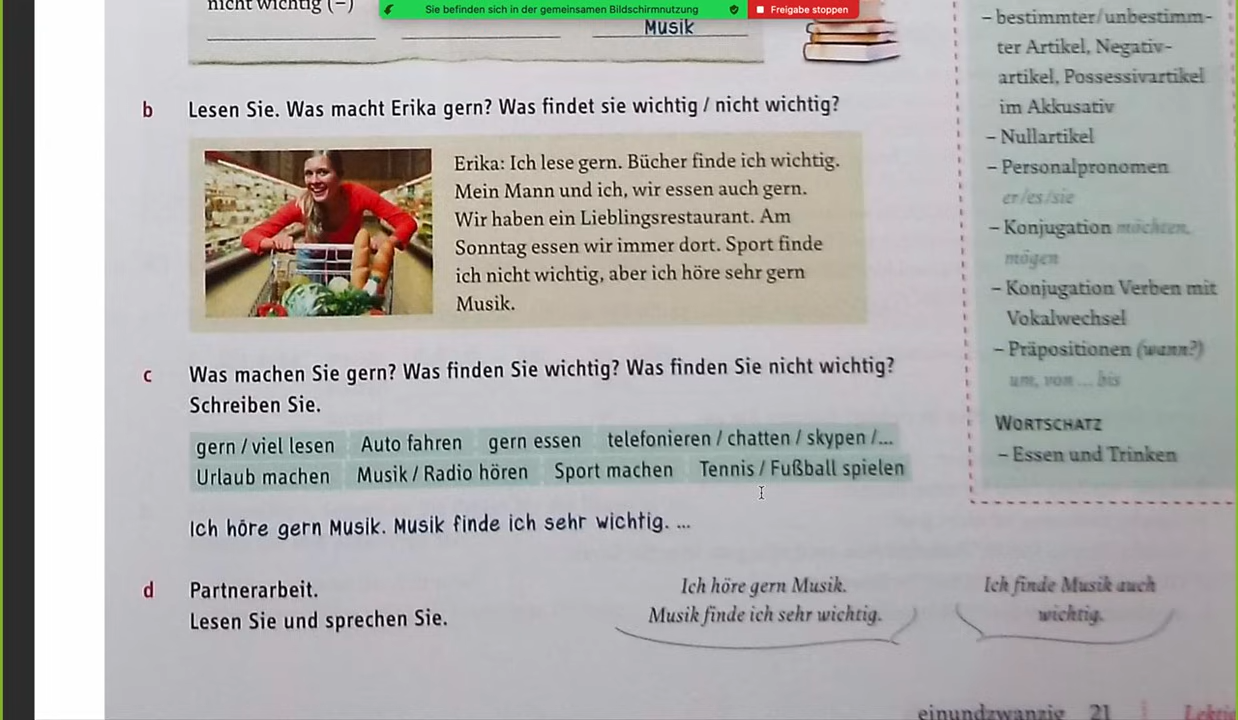 nicht wichtig (–)
Sie befinden sich in der gemeinsamen Bildschirmnutzung
Freigabe stoppen
Musik
b Lesen Sie. Was macht Erika gern? Was findet sie wichtig / nicht wichtig?
Erika: Ich lese gern. Bücher finde ich wichtig.
Mein Mann und ich, wir essen auch gern.
Wir haben ein Lieblingsrestaurant. Am
Sonntag essen wir immer dort. Sport finde
ich nicht wichtig, aber ich höre sehr gern
Musik.
c Was machen Sie gern? Was finden Sie wichtig? Was finden Sie nicht wichtig?
Schreiben Sie.
gern / viel lesen Auto fahren gern essen telefonieren / chatten / skypen /...
Urlaub machen Musik / Radio hören Sport machen Tennis / Fußball spielen
Ich höre gern Musik. Musik finde ich sehr wichtig. ...
d Partnerarbeit.
Lesen Sie und sprechen Sie.
Ich höre gern Musik.
Musik finde ich sehr wichtig.
Ich finde Musik auch
wichtig.
– bestimmter/unbestimm-
ter Artikel, Negativ-
artikel, Possessivartikel
im Akkusativ
– Nullartikel
– Personalpronomen
er/es/sie
– Konjugation möchten,
mögen
– Konjugation Verben mit
Vokalwechsel
– Präpositionen (wann?)
um, von ... bis
WORTSCHATZ
– Essen und Trinken
einundzwanzig 21